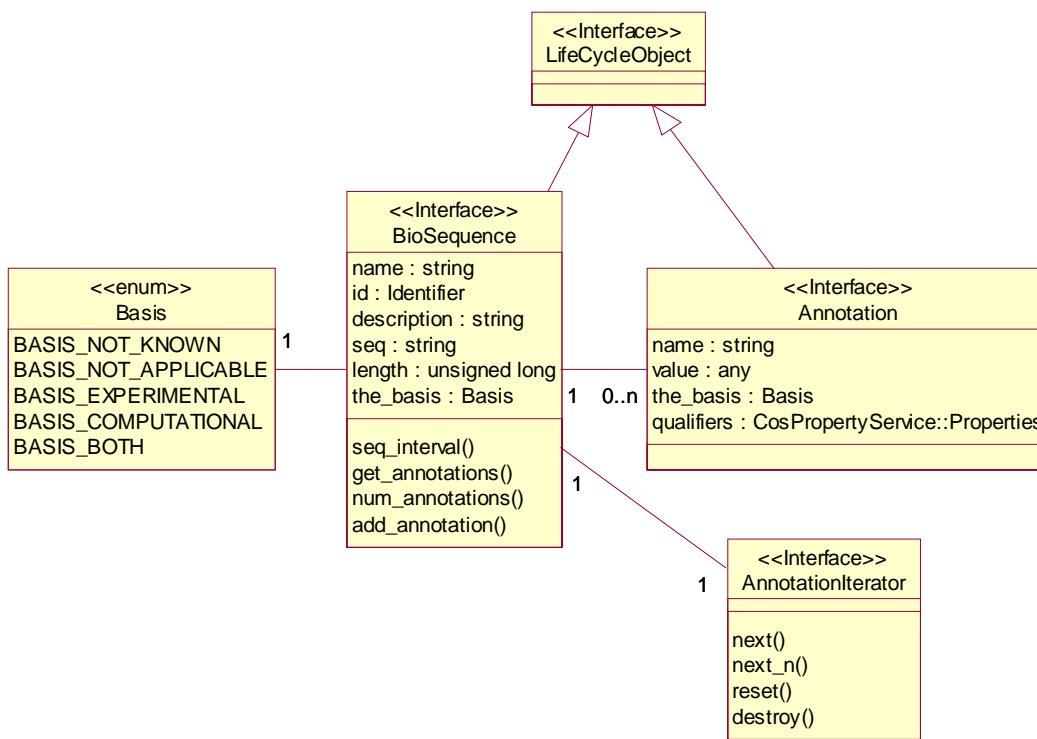 <<Interface>>
LifeCycleObject
<<Interface>>
BioSequence
name : string
id : Identifier
description : string
seq : string
length : unsigned long
the_basis : Basis
seq_interval()
get_annotations()
num_annotations()
add_annotation()
<<enum>>
Basis
BASIS_NOT_KNOWN
BASIS_NOT_APPLICABLE
BASIS_EXPERIMENTAL
BASIS_COMPUTATIONAL
BASIS_BOTH
1
<<Interface>>
Annotation
name : string
value : any
the_basis : Basis
qualifiers : CosPropertyService::Properties
1
0..n
1
1
<<Interface>>
AnnotationIterator
next()
next_n()
reset()
destroy()